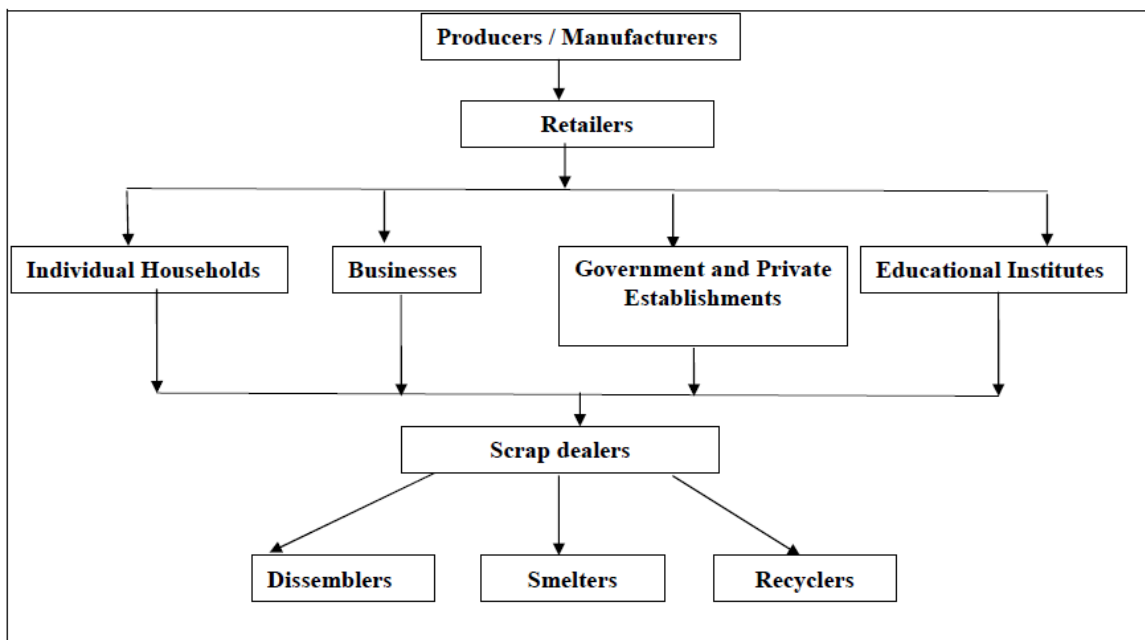 Producers / Manufacturers
Retailers
Individual Households
Businesses
Government and Private
Establishments
Educational Institutes
Scrap dealers
Dissemblers
Smelters
Recyclers